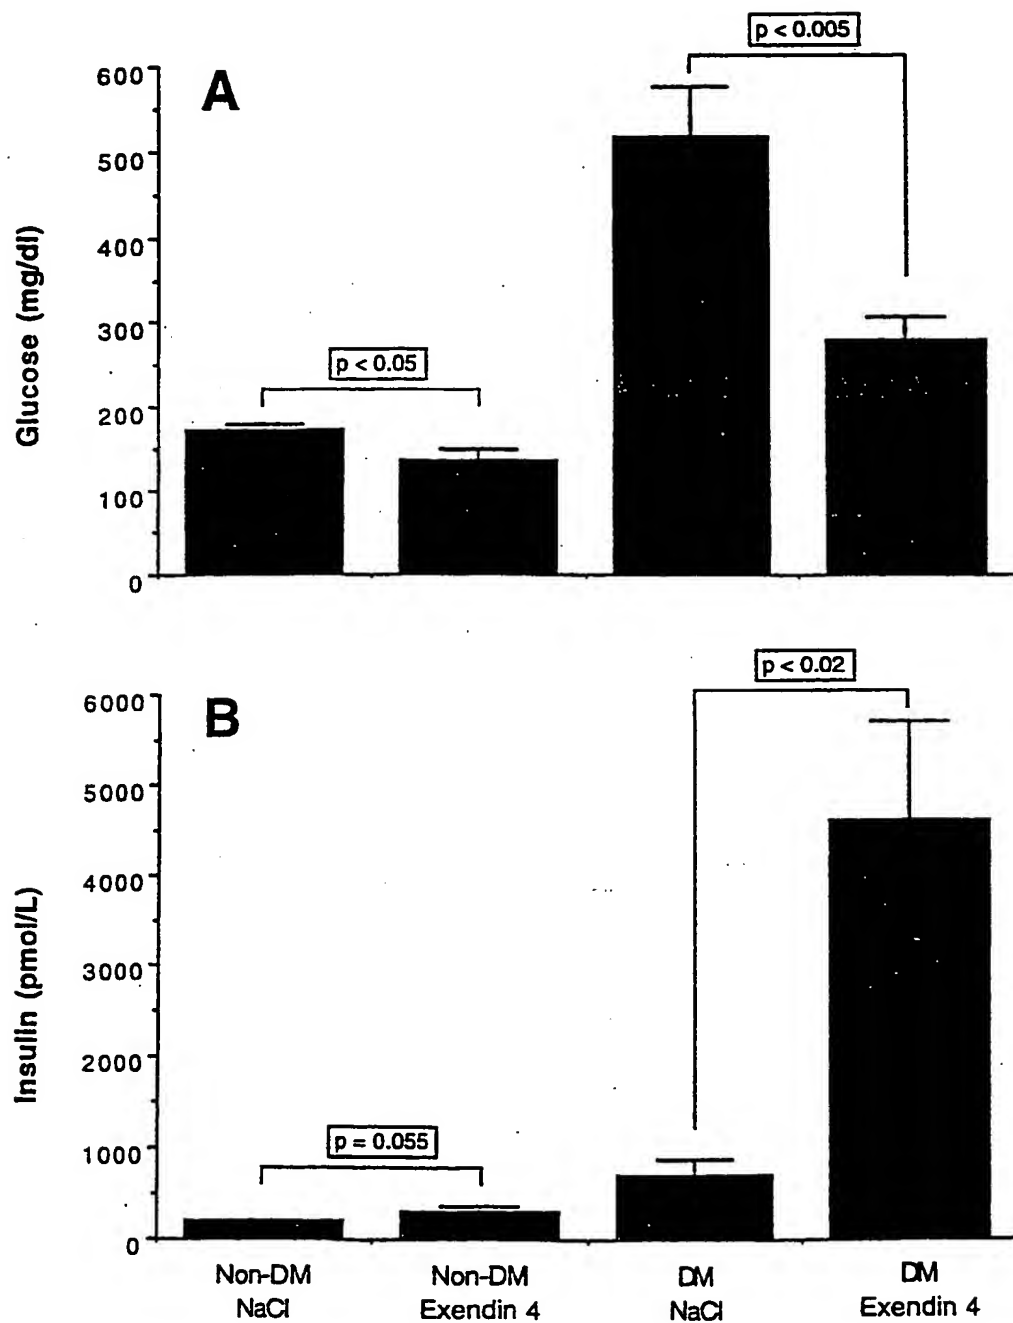 p < 0.005
A
600
500
400
300
200
100
0
Glucose (mg/dl)
p < 0.05
p < 0.02
B
6000
5000
4000
3000
2000
1000
0
Insulin (pmol/L)
p = 0.055
Non-DM
NaCl
Non-DM
Exendin 4
DM
NaCl
DM
Exendin 4